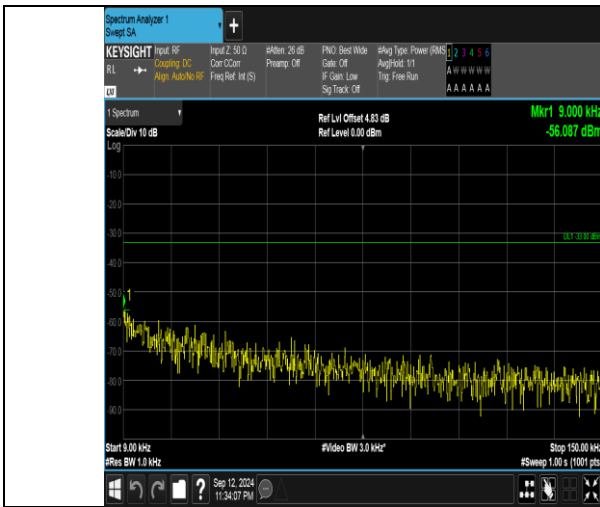 Spectrum Analyzer 1
Swept SA
KEYSIGHT
RL
Input: RF
Coupling: DC
Align: Auto/No RF
Input Z: 50 Ω
Corr CCorr
Freq Ref: Int (S)
#Atten: 26 dB
Preamp: Off
PNO: Best Wide
Gate: Off
IF Gain: Low
Sig Track: Off
#Avg Type: Power (RMS
Avg|Hold: 1/1
Trig: Free Run
1 2 3 4 5 6
A W W W W W
A A A A A A
LXI
1 Spectrum
Scale/Div 10 dB
Ref Lvl Offset 4.83 dB
Ref Level 0.00 dBm
Mkr1 9.000 kHz
-56.087 dBm
Log
-10.0
-20.0
-30.0
DL1 -33.00 dBm
-40.0
-50.0
1
-60.0
-70.0
-80.0
-90.0
Start 9.00 kHz
#Res BW 1.0 kHz
#Video BW 3.0 kHz*
Stop 150.00 kHz
#Sweep 1.00 s (1001 pts)
?
Sep 12, 2024
11:34:07 PM